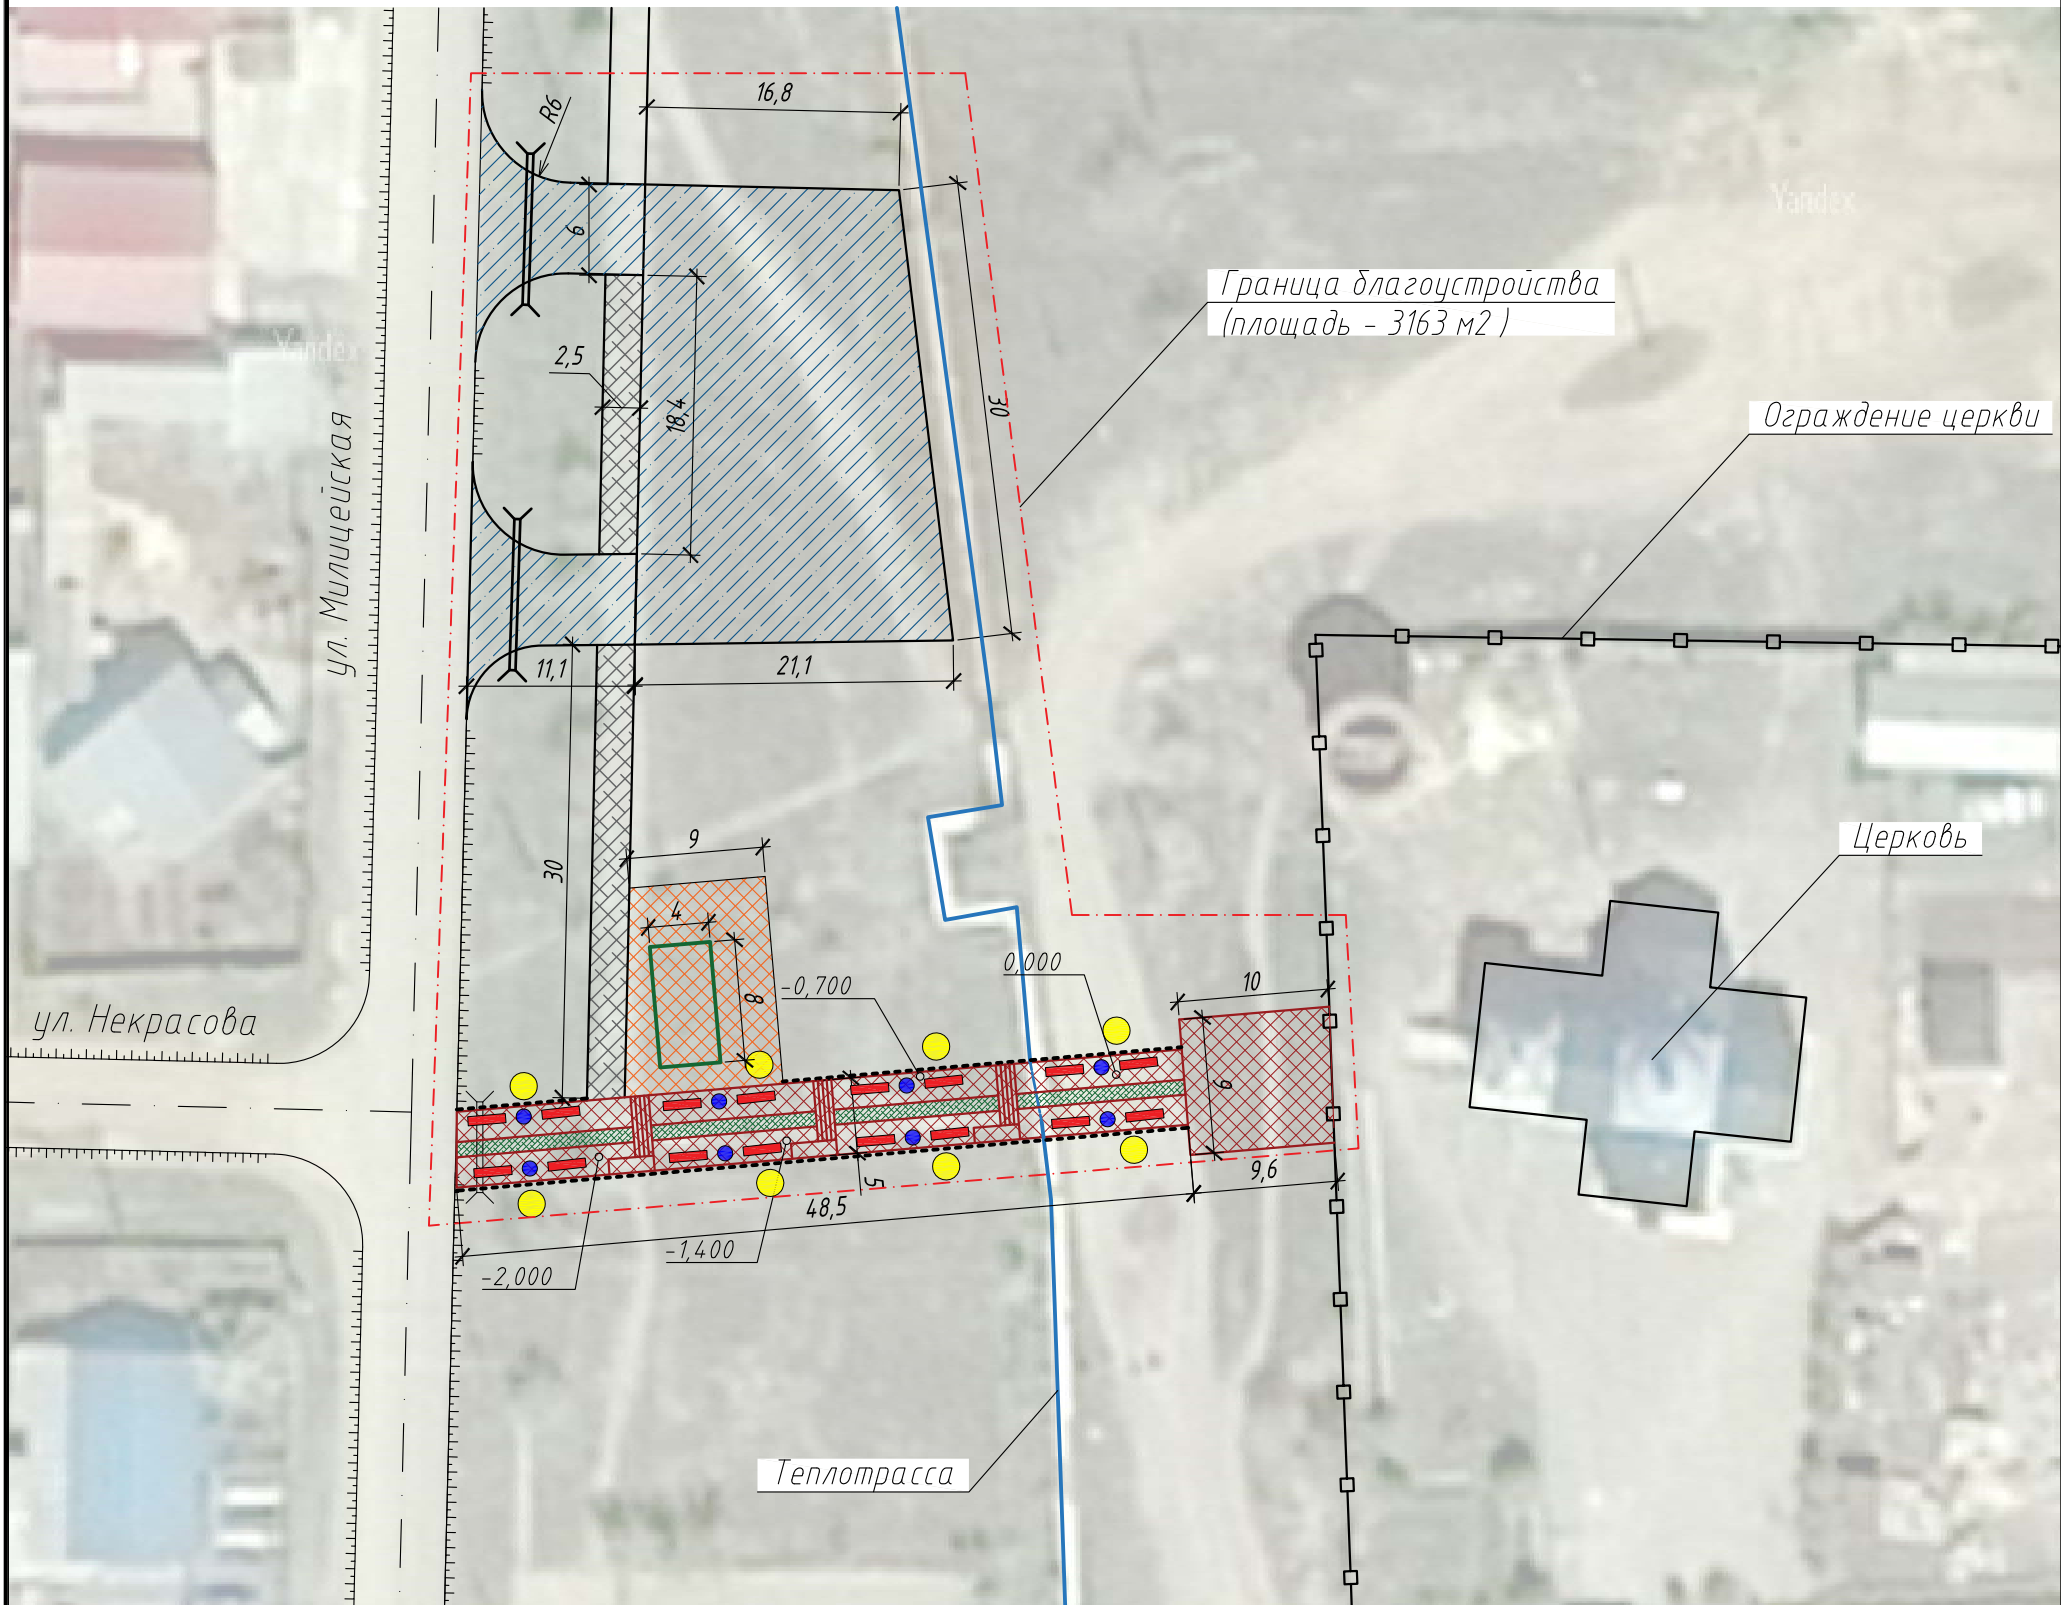 16,8
R6
Yandex
6
Граница благоустройства
(площадь - 3163 м2 )
Yandex
2,5
18,4
30
Ограждение церкви
ул. Милицейская
11,1
21,1
9
Церковь
30
4
0,000
-0,700
8
10
ул. Некрасова
9
5
9,6
48,5
-1,400
-2,000
Теплотрасса